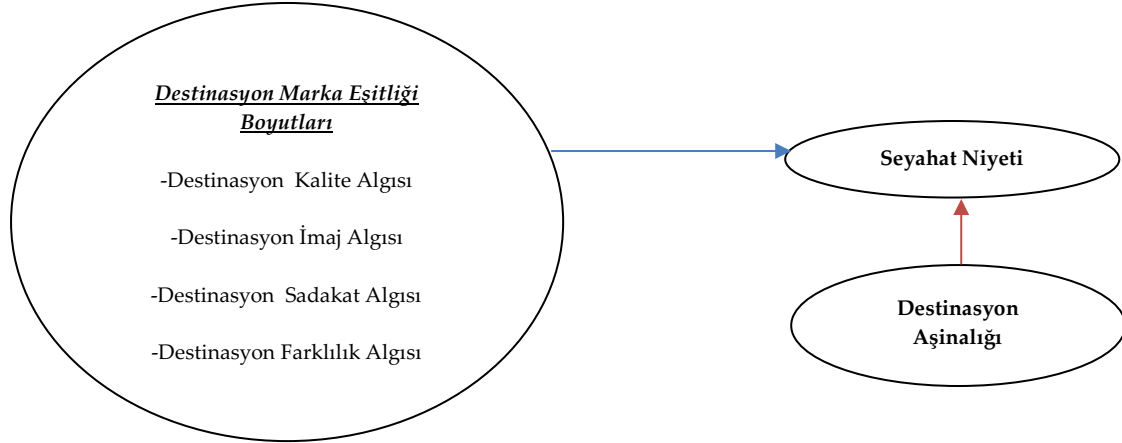 Destinasyon Marka Eşitliği
Boyutları
-Destinasyon  Kalite Algısı
-Destinasyon İmaj Algısı
-Destinasyon  Sadakat Algısı
-Destinasyon Farklılık Algısı
Seyahat Niyeti
Destinasyon
Aşinalığı